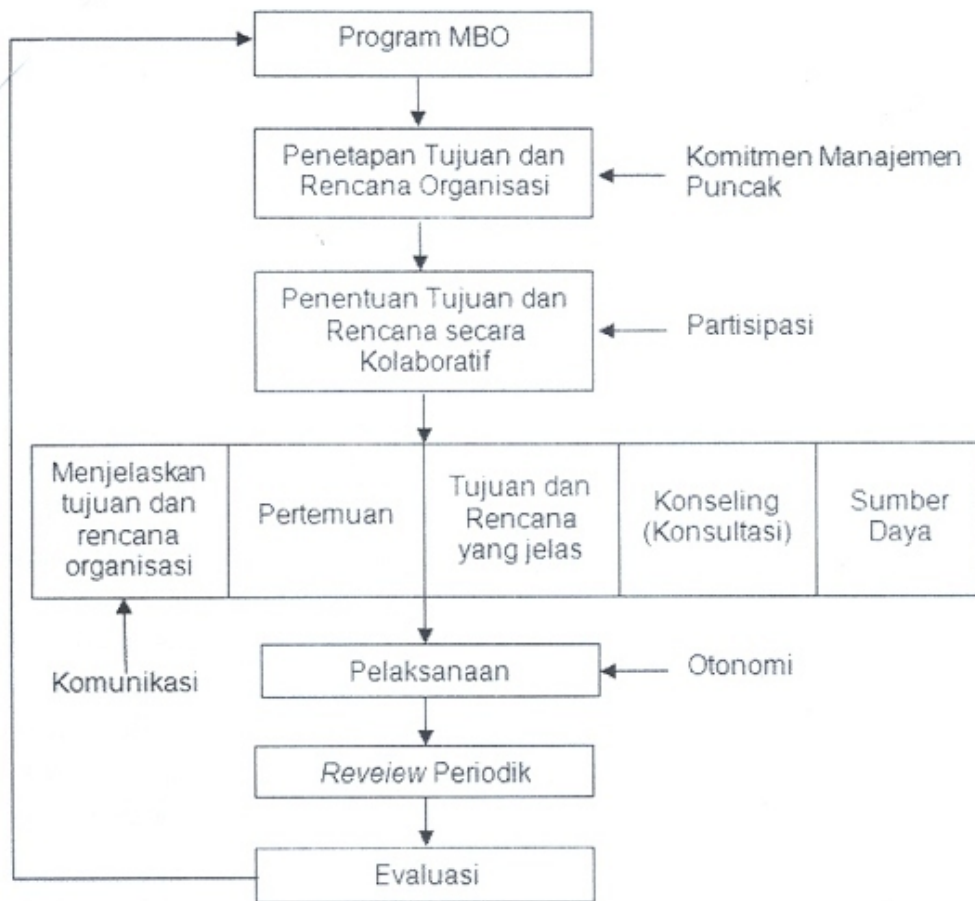 Program MBO
Penetapan Tujuan dan
Rencana Organisasi
Komitmen Manajemen
Puncak
Penentuan Tujuan dan
Rencana secara
Kolaboratif
Partisipasi
Menjelaskan
tujuan dan
rencana
organisasi
Pertemuan
Tujuan dan
Rencana
yang jelas
Konseling
(Konsultasi)
Sumber
Daya
Komunikasi
Pelaksanaan
Otonomi
Reveiew Periodik
Evaluasi